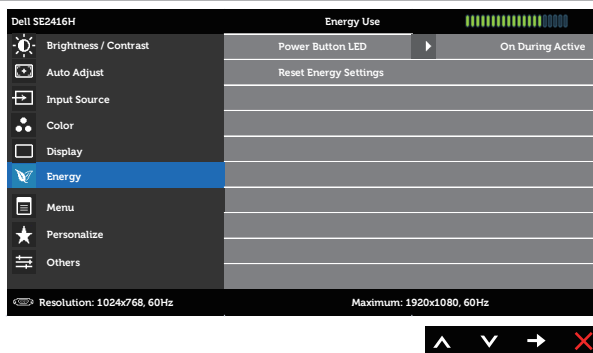 Dell SE2416H Energy Use
Brightness / Contrast Power Button LED On During Active
Auto Adjust Reset Energy Settings
Input Source
Color
Display
Energy
Menu
Personalize
Others
Resolution: 1024x768, 60Hz Maximum: 1920x1080, 60Hz